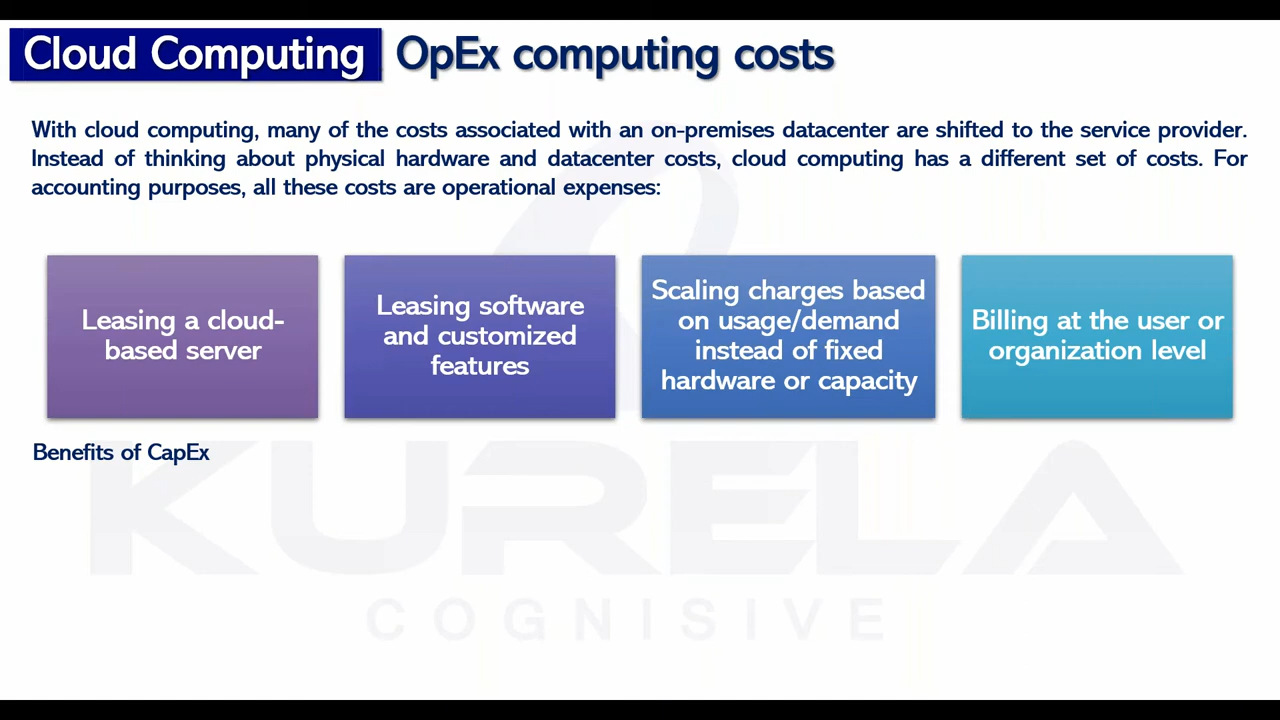 Cloud Computing OpEx computing costs
With cloud computing, many of the costs associated with an on-premises datacenter are shifted to the service provider.
Instead of thinking about physical hardware and datacenter costs, cloud computing has a different set of costs. For
accounting purposes, all these costs are operational expenses:
Leasing a cloud-
based server
Leasing software
and customized
features
Scaling charges based
on usage/demand
instead of fixed
hardware or capacity
Billing at the user or
organization level
Benefits of CapEx
KURELA
COGNISIVE